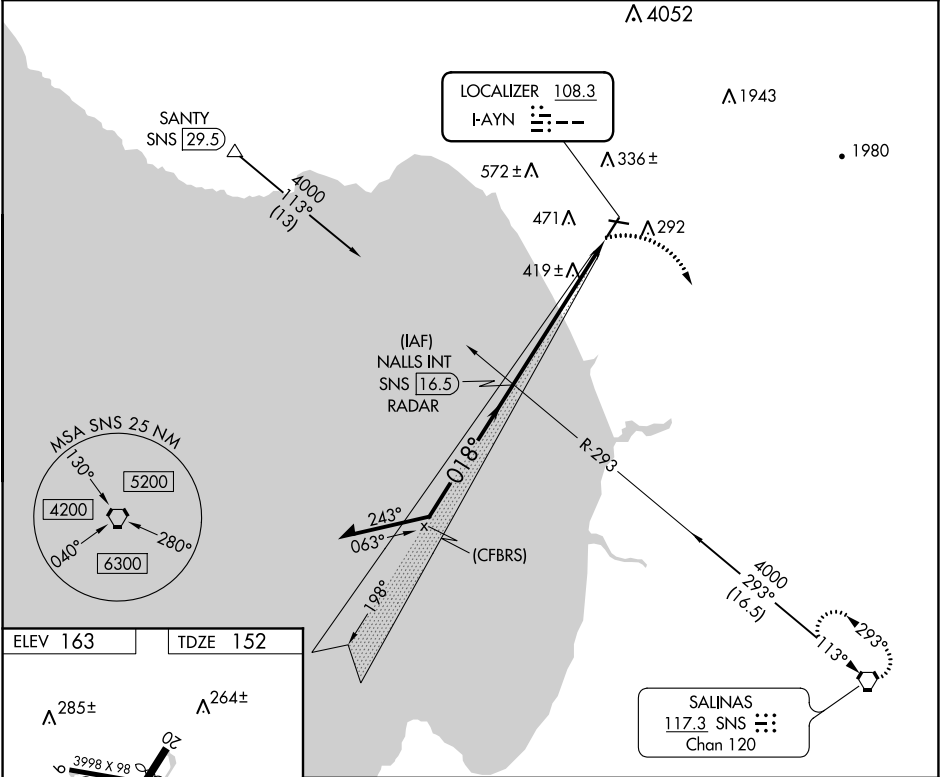 4052
LOCALIZER 108.3
I-AYN
1943
SANTY
SNS 29.5
4000
113°
(13)
572±
336±
1980
471
292
419±
(IAF)
NALLS INT
SNS 16.5
RADAR
018°
R-293
MSA SNS 25 NM
130°
5200
4200
040°
280°
6300
243°
063°
(CFBRS)
198°
4000
293°
(16.5)
113°
293°
SALINAS
117.3 SNS
Chan 120
ELEV 163
TDZE 152
285±
264±
20
3998 X 98
9